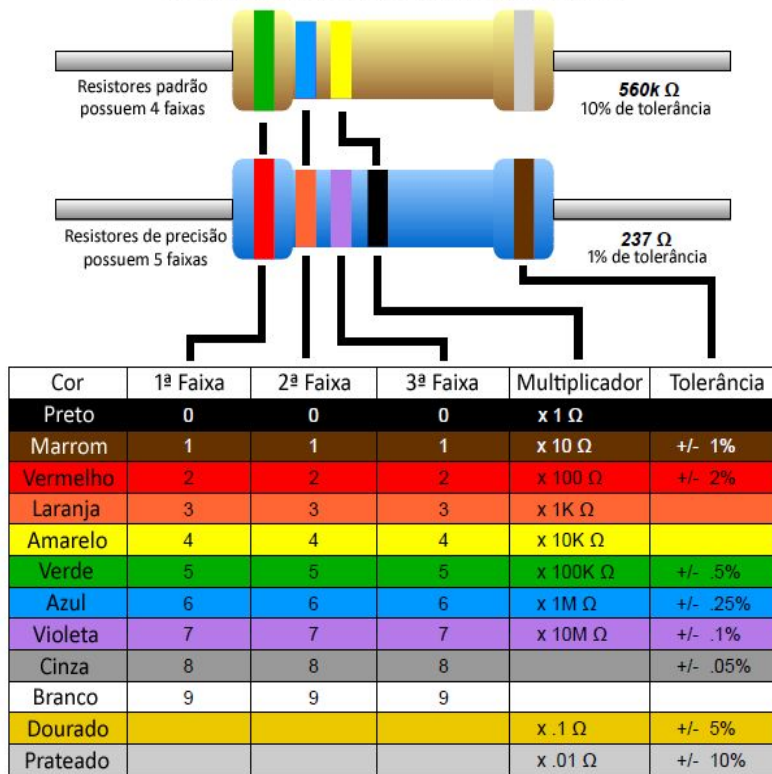 Resistores padrão
possuem 4 faixas
560k Ω
10% de tolerância
Resistores de precisão
possuem 5 faixas
237 Ω
1% de tolerância
Cor 1ª Faixa 2ª Faixa 3ª Faixa Multiplicador Tolerância
Preto 0 0 0 x 1 Ω
Marrom 1 1 1 x 10 Ω +/- 1%
Vermelho 2 2 2 x 100 Ω +/- 2%
Laranja 3 3 3 x 1K Ω
Amarelo 4 4 4 x 10K Ω
Verde 5 5 5 x 100K Ω +/- .5%
Azul 6 6 6 x 1M Ω +/- .25%
Violeta 7 7 7 x 10M Ω +/- .1%
Cinza 8 8 8 +/- .05%
Branco 9 9 9
Dourado x .1 Ω +/- 5%
Prateado x .01 Ω +/- 10%